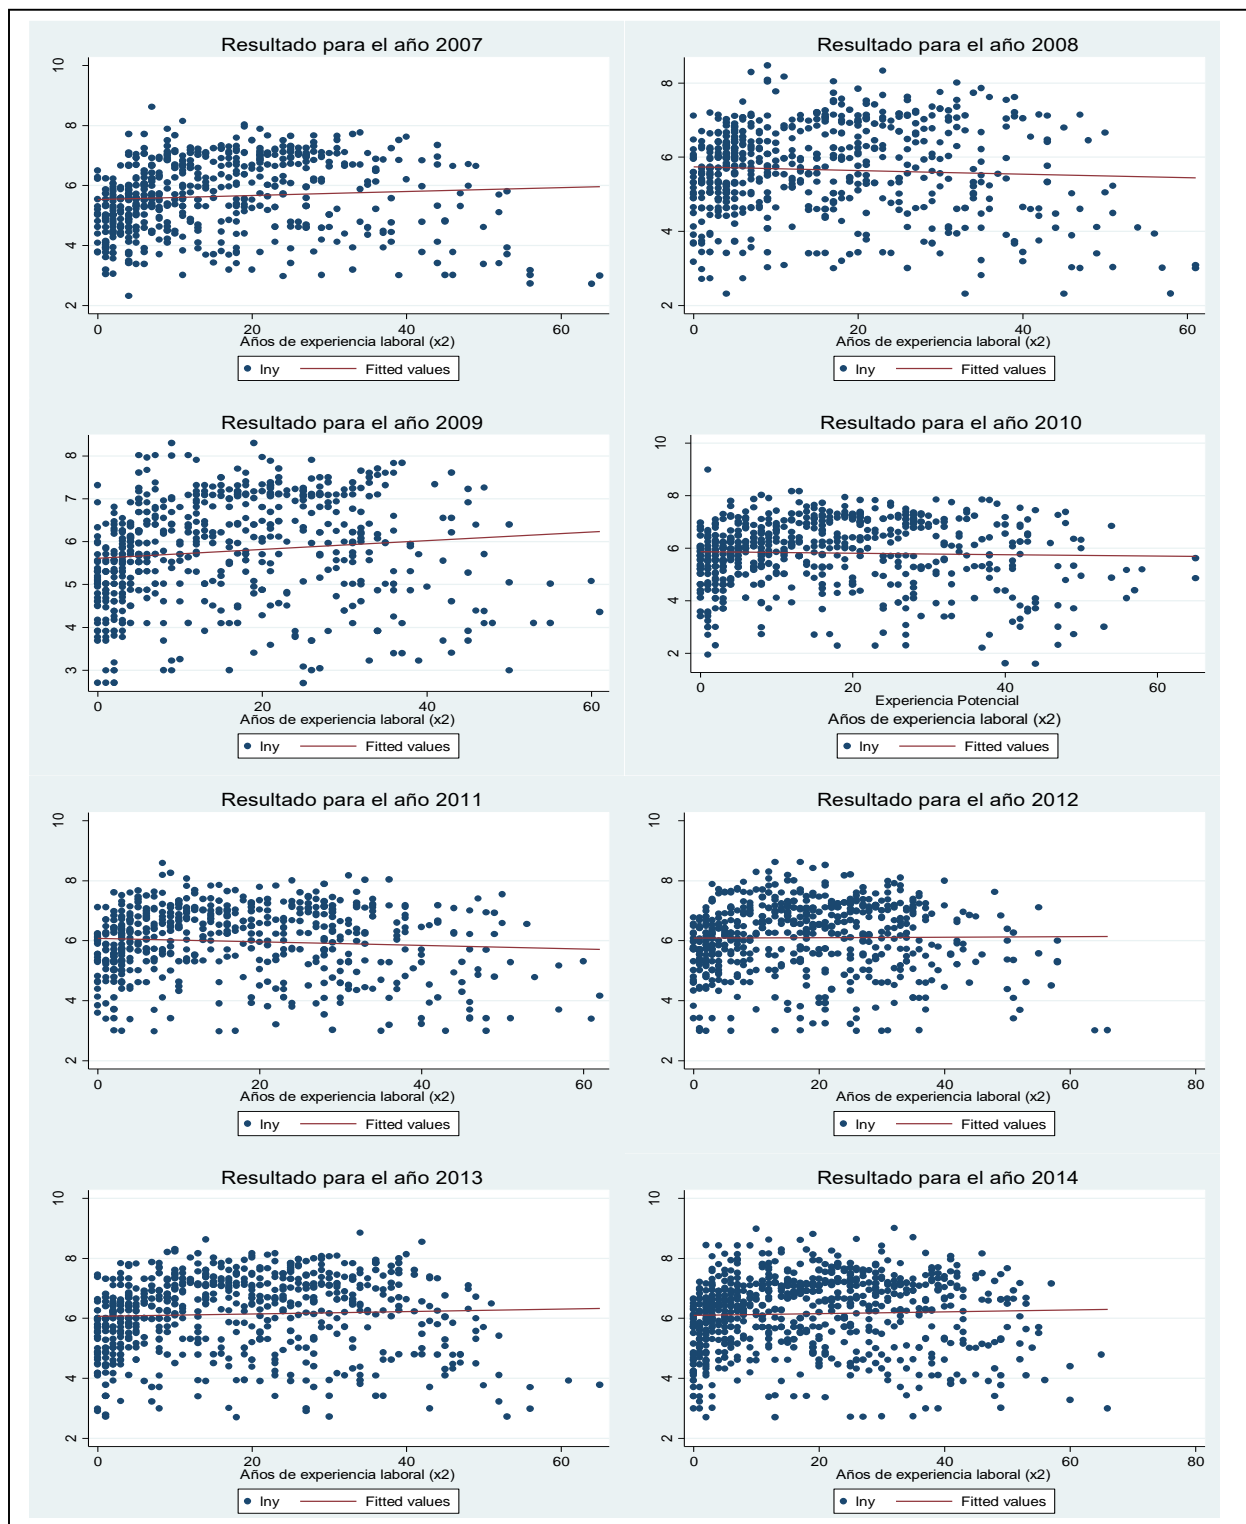 Resultado para el año 2007
10
8
6
4
2
0 20 40 60
Años de experiencia laboral (x2)
lny Fitted values
Resultado para el año 2008
8
6
4
2
0 20 40 60
Años de experiencia laboral (x2)
lny Fitted values
Resultado para el año 2009
8
7
6
5
4
3
0 20 40 60
Años de experiencia laboral (x2)
lny Fitted values
Resultado para el año 2010
10
8
6
4
2
0 20 40 60
Experiencia Potencial
Años de experiencia laboral (x2)
lny Fitted values
Resultado para el año 2011
10
8
6
4
2
0 20 40 60
Años de experiencia laboral (x2)
lny Fitted values
Resultado para el año 2012
10
8
6
4
2
0 20 40 60 80
Años de experiencia laboral (x2)
lny Fitted values
Resultado para el año 2013
10
8
6
4
2
0 20 40 60
Años de experiencia laboral (x2)
lny Fitted values
Resultado para el año 2014
10
8
6
4
2
0 20 40 60 80
Años de experiencia laboral (x2)
lny Fitted values